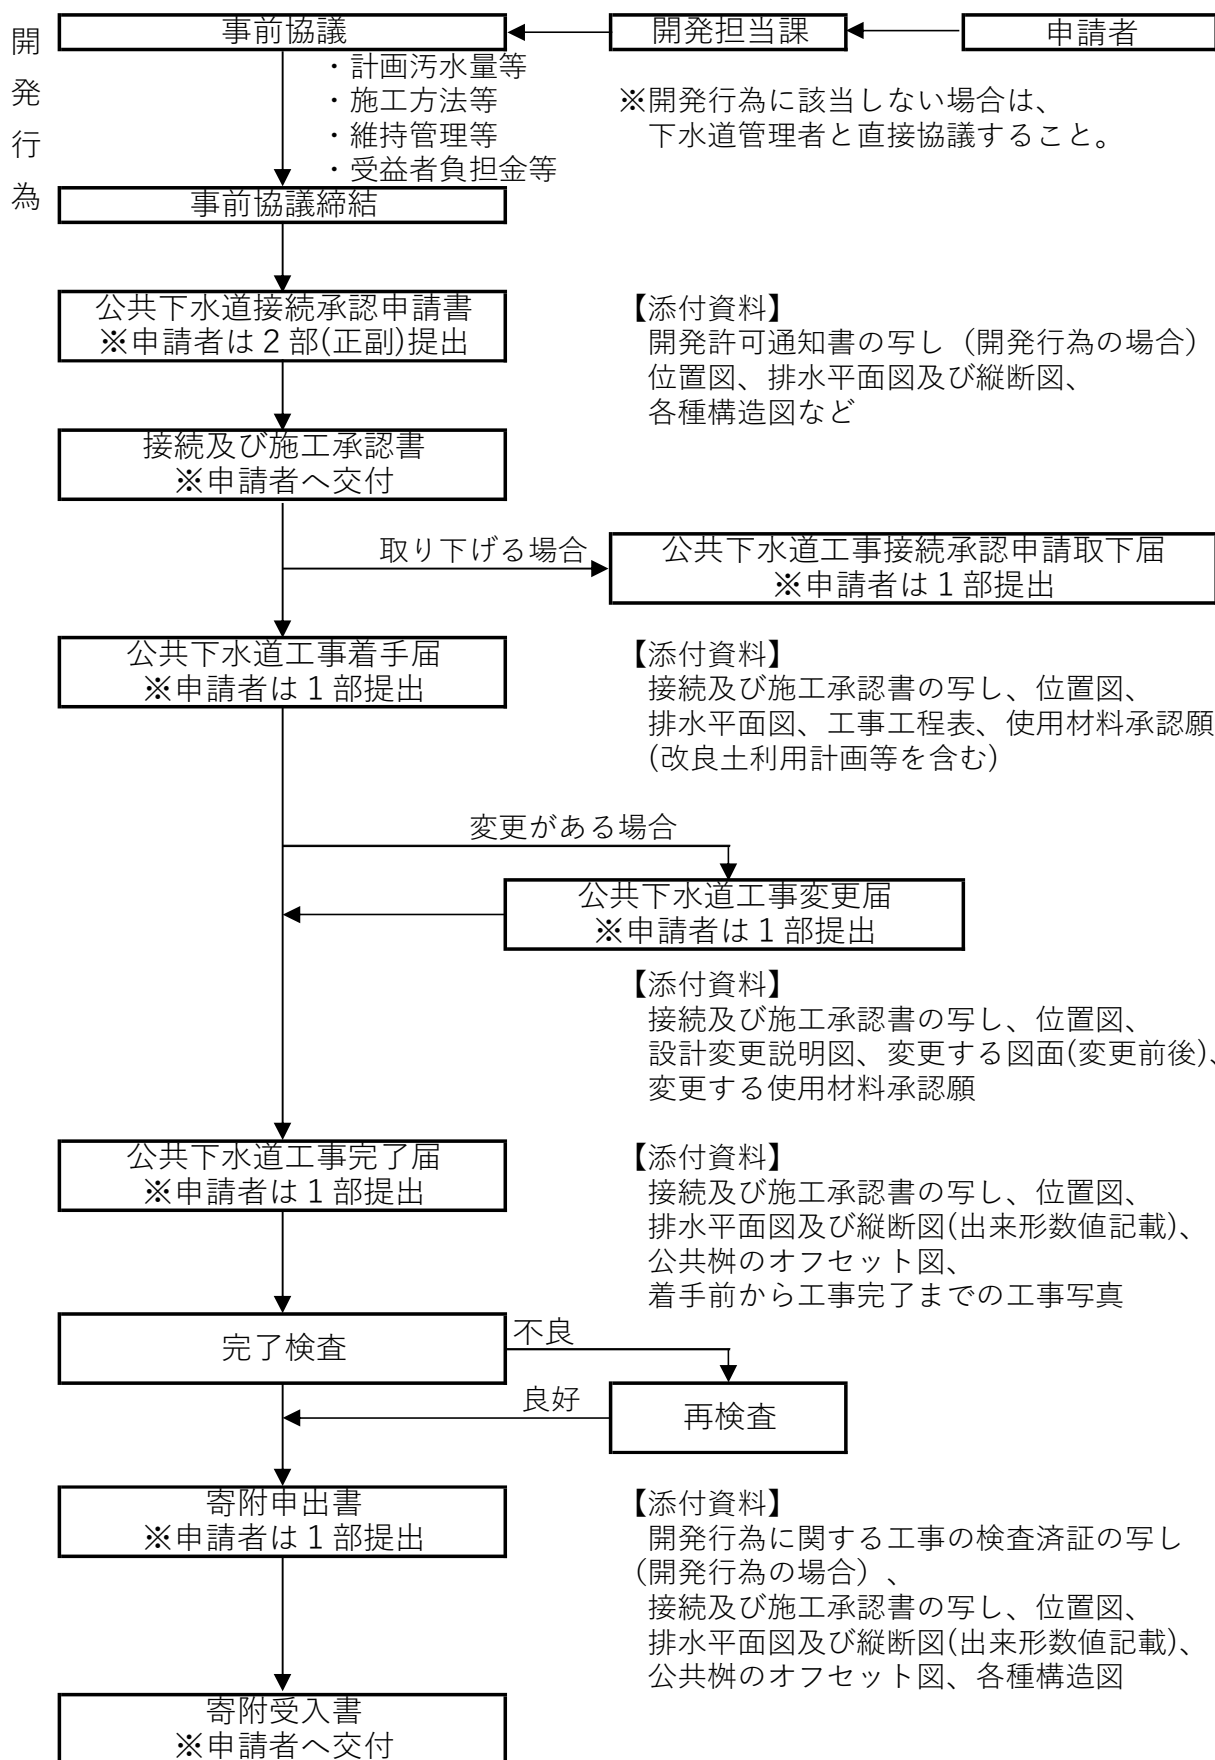 開発行為
事前協議
開発担当課
申請者
・計画汚水量等
・施工方法等
・維持管理等
・受益者負担金等
※開発行為に該当しない場合は、
下水道管理者と直接協議すること。
事前協議締結
公共下水道接続承認申請書
※申請者は2部(正副)提出
【添付資料】
開発許可通知書の写し（開発行為の場合）
位置図、排水平面図及び縦断図、
各種構造図など
接続及び施工承認書
※申請者へ交付
取り下げる場合
公共下水道工事接続承認申請取下届
※申請者は1部提出
公共下水道工事着手届
※申請者は1部提出
【添付資料】
接続及び施工承認書の写し、位置図、
排水平面図、工事工程表、使用材料承認願
(改良土利用計画等を含む)
変更がある場合
公共下水道工事変更届
※申請者は1部提出
【添付資料】
接続及び施工承認書の写し、位置図、
設計変更説明図、変更する図面(変更前後)、
変更する使用材料承認願
公共下水道工事完了届
※申請者は1部提出
【添付資料】
接続及び施工承認書の写し、位置図、
排水平面図及び縦断図(出来形数値記載)、
公共桝のオフセット図、
着手前から工事完了までの工事写真
完了検査
不良
良好
再検査
寄附申出書
※申請者は1部提出
【添付資料】
開発行為に関する工事の検査済証の写し
（開発行為の場合）、
接続及び施工承認書の写し、位置図、
排水平面図及び縦断図(出来形数値記載)、
公共桝のオフセット図、各種構造図
寄附受入書
※申請者へ交付